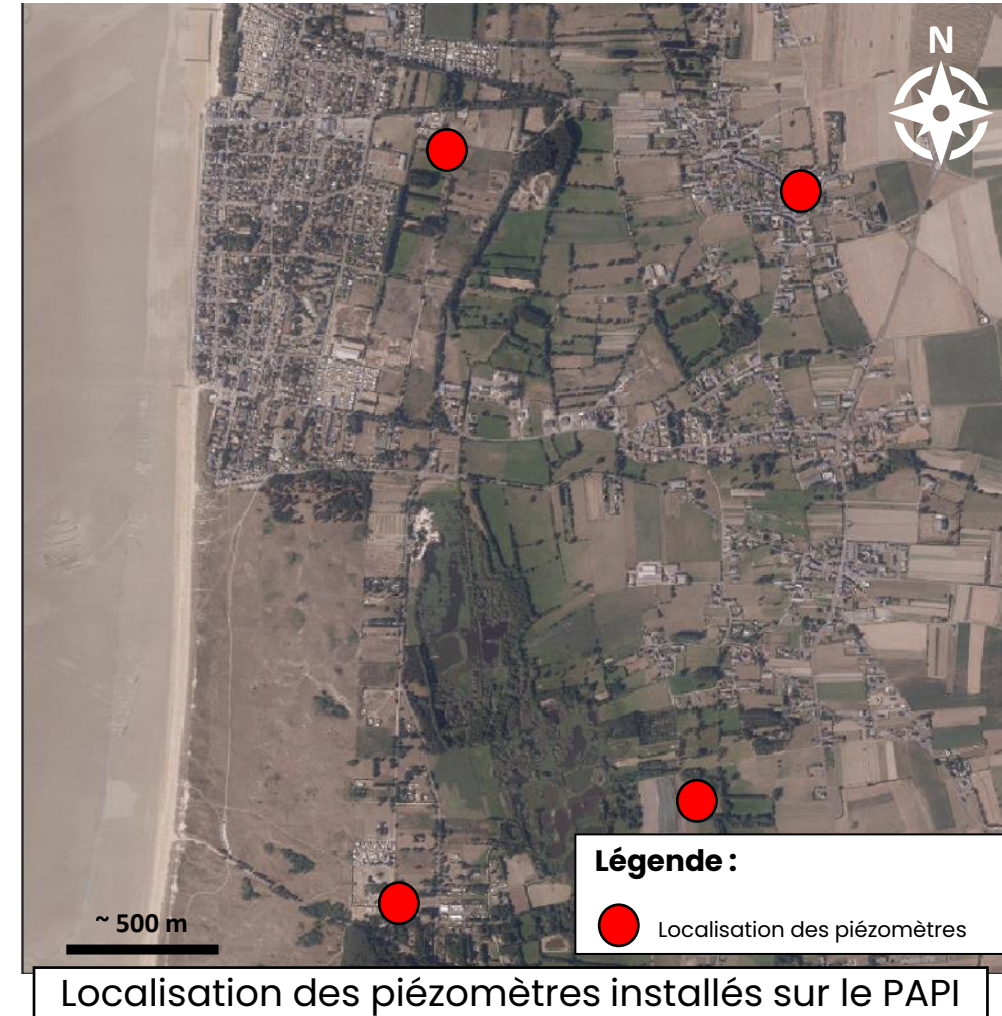 N
~ 500 m
Légende :
Localisation des piézomètres
Localisation des piézomètres installés sur le PAPI